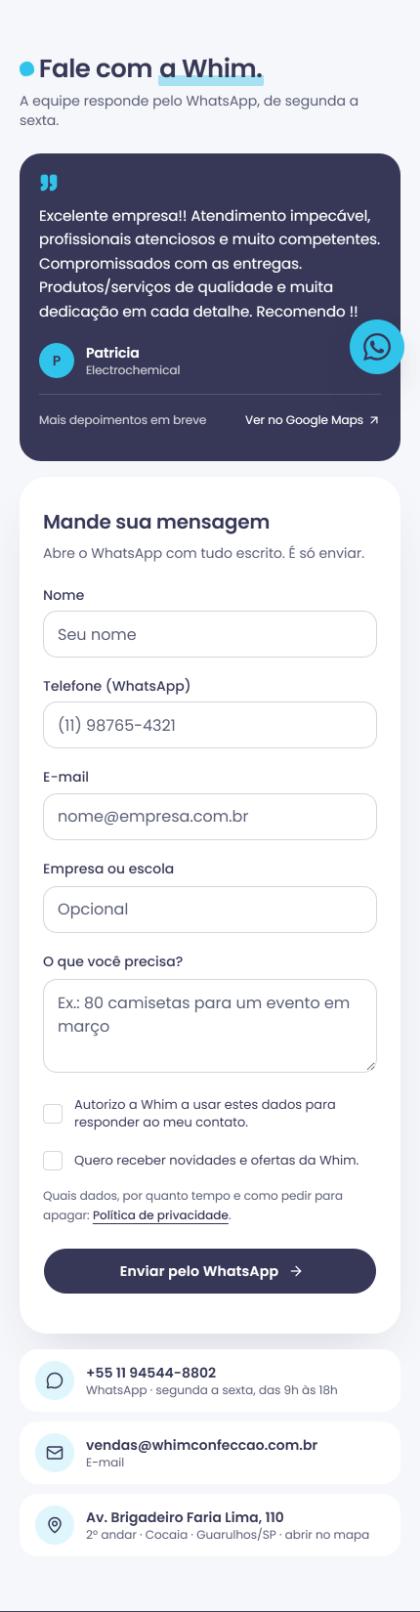 Fale com a Whim.
A equipe responde pelo WhatsApp, de segunda a
sexta.
Excelente empresa!! Atendimento impecável,
profissionais atenciosos e muito competentes.
Compromissados com as entregas.
Produtos/serviços de qualidade e muita
dedicação em cada detalhe. Recomendo !!
P
Patricia
Electrochemical
Mais depoimentos em breve
Ver no Google Maps
Mande sua mensagem
Abre o WhatsApp com tudo escrito. É só enviar.
Nome
Seu nome
Telefone (WhatsApp)
(11) 98765-4321
E-mail
nome@empresa.com.br
Empresa ou escola
Opcional
O que você precisa?
Ex.: 80 camisetas para um evento em
março
Autorizo a Whim a usar estes dados para
responder ao meu contato.
Quero receber novidades e ofertas da Whim.
Quais dados, por quanto tempo e como pedir para
apagar: Política de privacidade.
Enviar pelo WhatsApp
+55 11 94544-8802
WhatsApp · segunda a sexta, das 9h às 18h
vendas@whimconfeccao.com.br
E-mail
Av. Brigadeiro Faria Lima, 110
2º andar · Cocaia · Guarulhos/SP · abrir no mapa